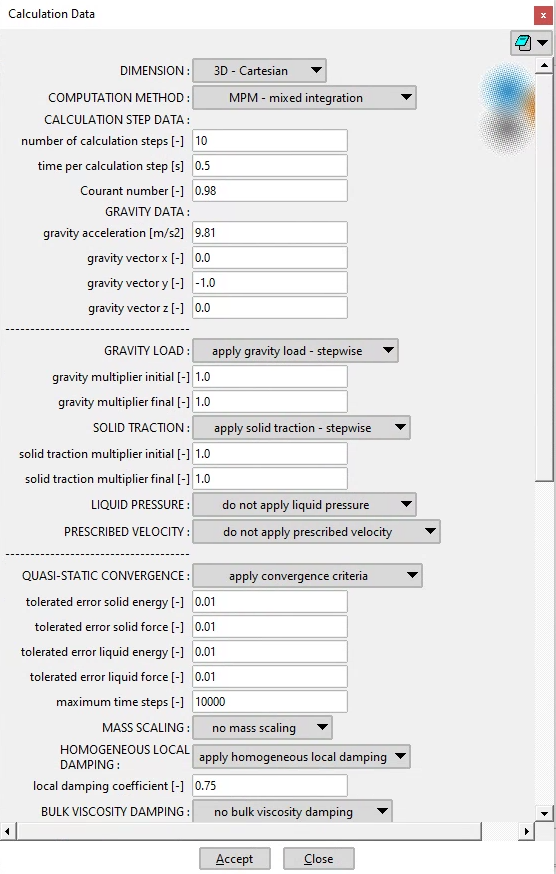 Calculation Data
DIMENSION : 3D - Cartesian
COMPUTATION METHOD : MPM - mixed integration
CALCULATION STEP DATA :
number of calculation steps [-] 10
time per calculation step [s] 0.5
Courant number [-] 0.98
GRAVITY DATA :
gravity acceleration [m/s2] 9.81
gravity vector x [-] 0.0
gravity vector y [-] -1.0
gravity vector z [-] 0.0
--------------------------------
GRAVITY LOAD : apply gravity load - stepwise
gravity multiplier initial [-] 1.0
gravity multiplier final [-] 1.0
SOLID TRACTION : apply solid traction - stepwise
solid traction multiplier initial [-] 1.0
solid traction multiplier final [-] 1.0
LIQUID PRESSURE : do not apply liquid pressure
PRESCRIBED VELOCITY : do not apply prescribed velocity
--------------------------------
QUASI-STATIC CONVERGENCE : apply convergence criteria
tolerated error solid energy [-] 0.01
tolerated error solid force [-] 0.01
tolerated error liquid energy [-] 0.01
tolerated error liquid force [-] 0.01
maximum time steps [-] 10000
MASS SCALING : no mass scaling
HOMOGENEOUS LOCAL
DAMPING : apply homogeneous local damping
local damping coefficient [-] 0.75
BULK VISCOSITY DAMPING : no bulk viscosity damping
Accept Close